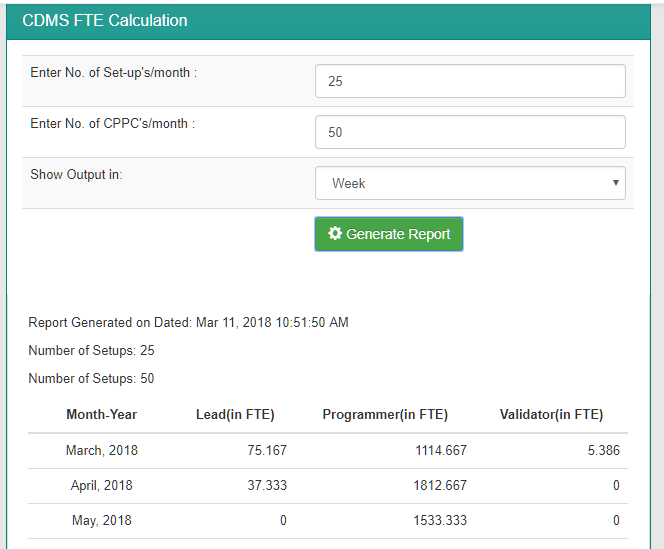 CDMS FTE Calculation
Enter No. of Set-up's/month :
25
Enter No. of CPPC's/month :
50
Show Output in:
Week
Generate Report
Report Generated on Dated: Mar 11, 2018 10:51:50 AM
Number of Setups: 25
Number of Setups: 50
Month-Year Lead(in FTE) Programmer(in FTE) Validator(in FTE)
March, 2018 75.167 1114.667 5.386
April, 2018 37.333 1812.667 0
May, 2018 0 1533.333 0